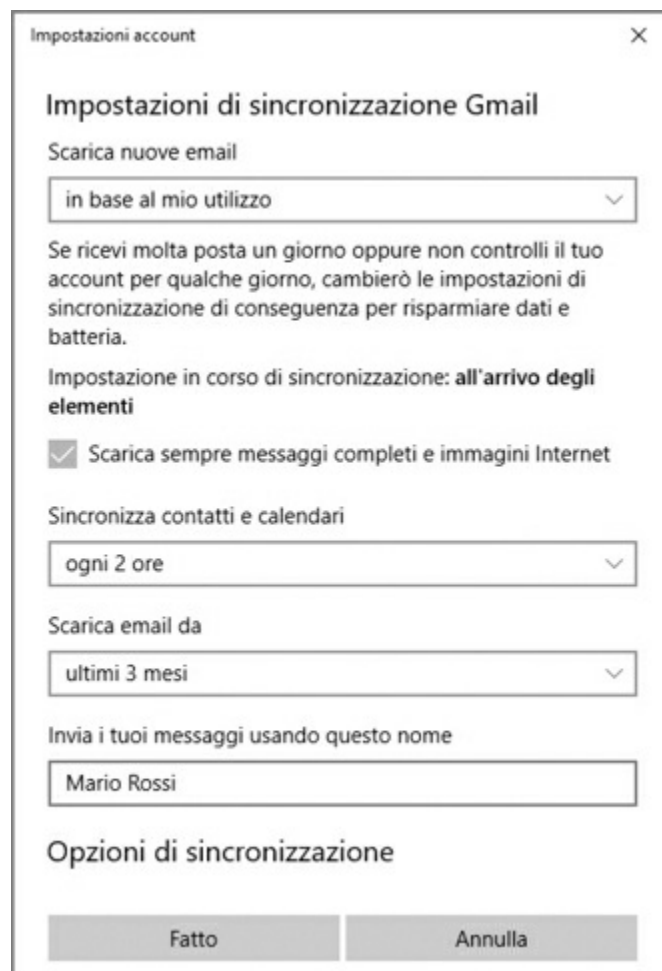 Impostazioni account
Impostazioni di sincronizzazione Gmail
Scarica nuove email
in base al mio utilizzo
Se ricevi molta posta un giorno oppure non controlli il tuo
account per qualche giorno, cambierò le impostazioni di
sincronizzazione di conseguenza per risparmiare dati e
batteria.
Impostazione in corso di sincronizzazione: all'arrivo degli
elementi
Scarica sempre messaggi completi e immagini Internet
Sincronizza contatti e calendari
ogni 2 ore
Scarica email da
ultimi 3 mesi
Invia i tuoi messaggi usando questo nome
Mario Rossi
Opzioni di sincronizzazione
Fatto
Annulla